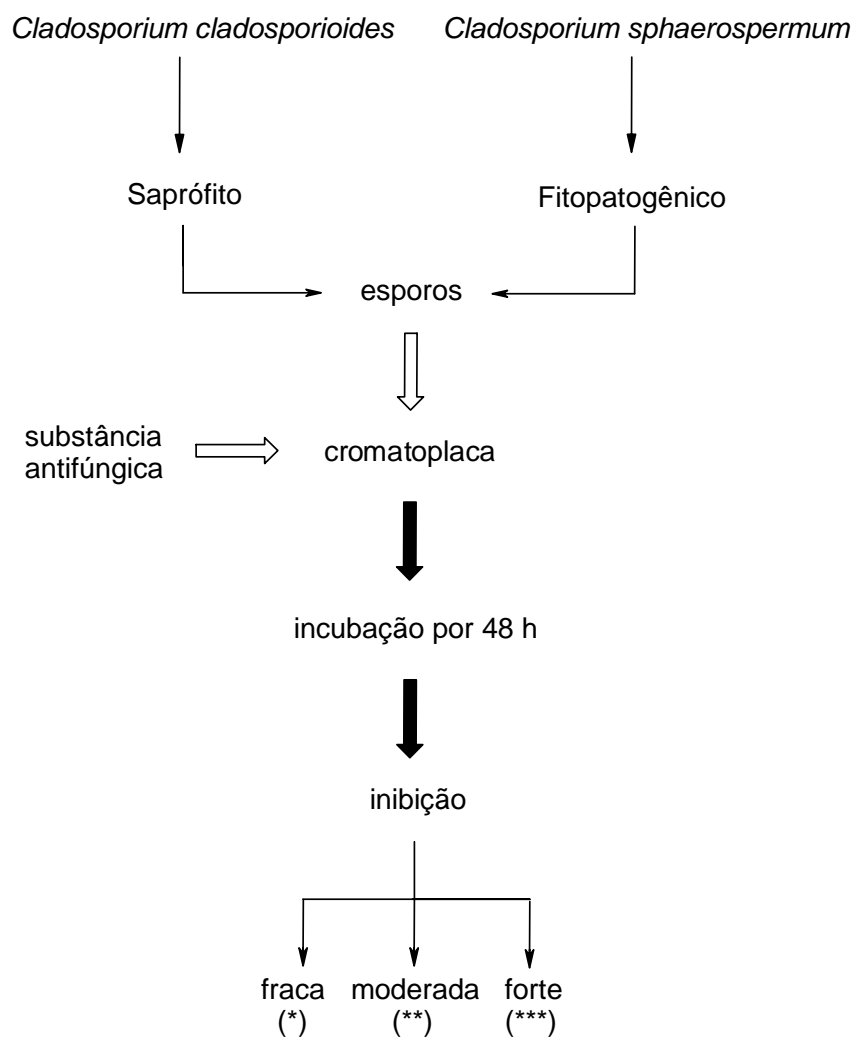 Cladosporium cladosporioides Cladosporium sphaerospermum
Saprófito Fitopatogênico
esporos
substância
antifúngica
cromatoplaca
incubação por 48 h
inibição
fraca moderada forte
(*) (**) (***)